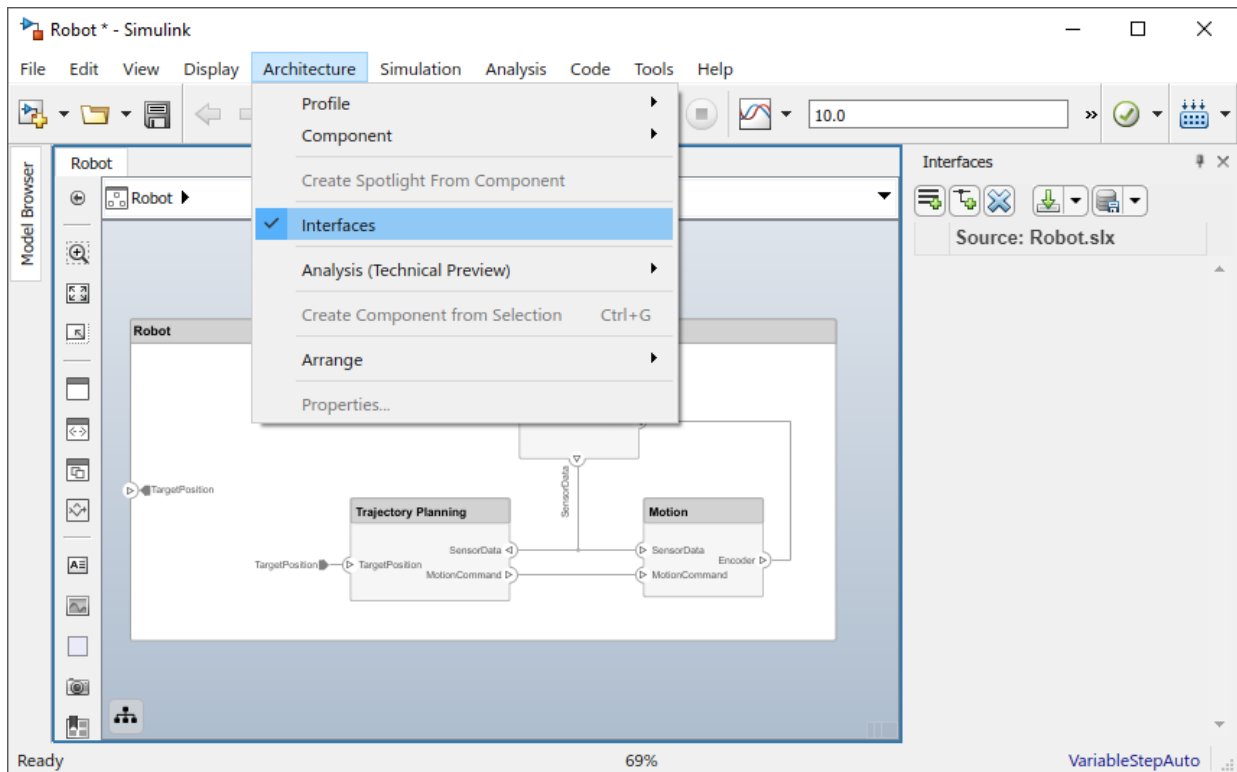 Robot * - Simulink
File Edit View Display Architecture Simulation Analysis Code Tools Help
10.0
Profile
Component
Create Spotlight From Component
Interfaces
Analysis (Technical Preview)
Create Component from Selection Ctrl+G
Arrange
Properties...
Model Browser
Robot
Robot
Interfaces
Source: Robot.slx
Robot
TargetPosition
SensorData
Trajectory Planning
SensorData
TargetPosition
TargetPosition
MotionCommand
Motion
SensorData
Encoder
MotionCommand
Ready 69% VariableStepAuto